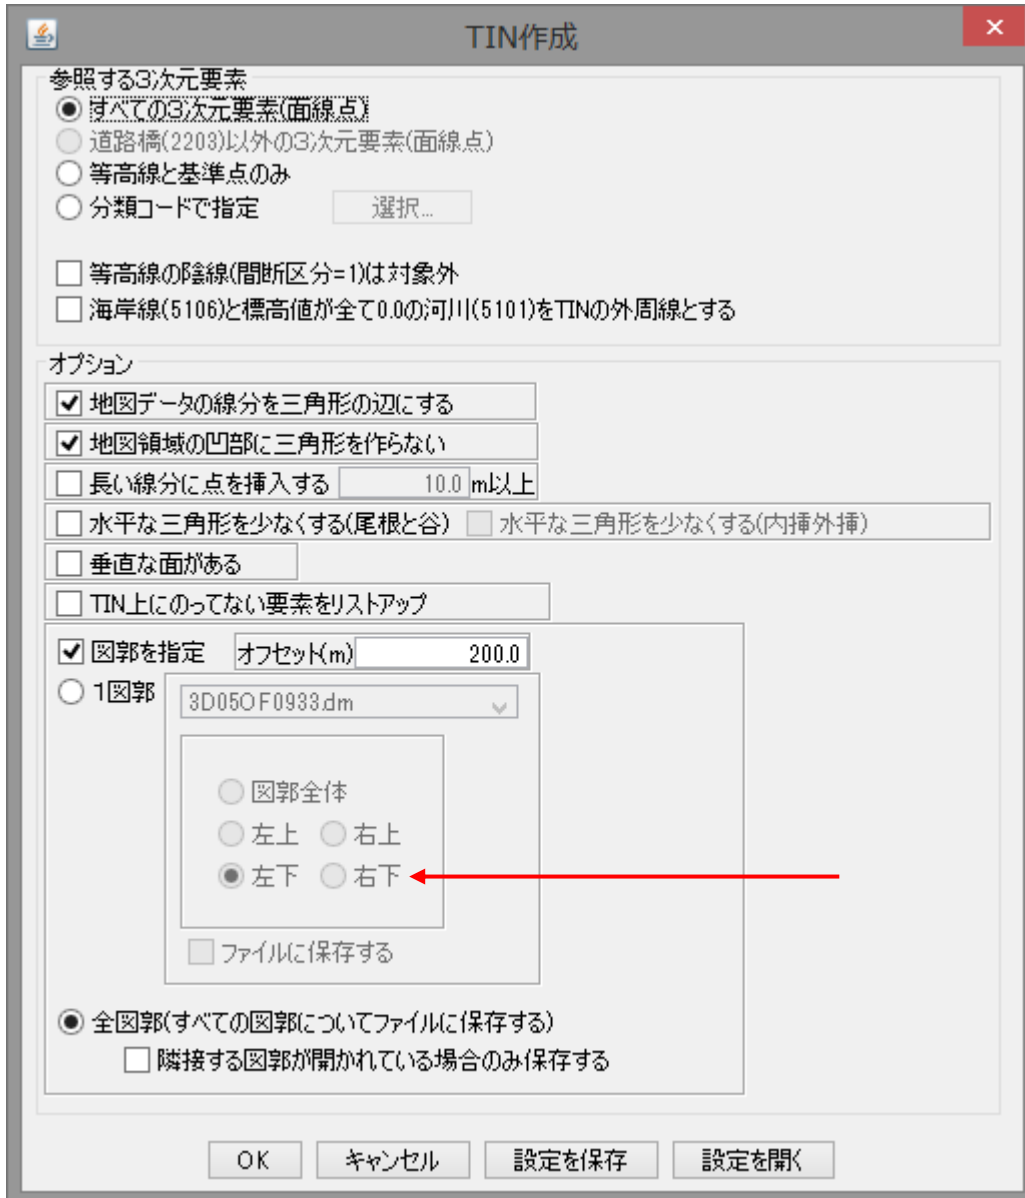 TIN作成
参照する3次元要素
すべての3次元要素(面線点)
道路橋(2203)以外の3次元要素(面線点)
等高線と基準点のみ
分類コードで指定 選択...
等高線の陰線(間断区分=1)は対象外
海岸線(5106)と標高値が全て0.0の河川(5101)をTINの外周線とする
オプション
地図データの線分を三角形の辺にする
地図領域の凹部に三角形を作らない
長い線分に点を挿入する 10.0 m以上
水平な三角形を少なくする(尾根と谷) 水平な三角形を少なくする(内挿外挿)
垂直な面がある
TIN上にのってない要素をリストアップ
図郭を指定 オフセット(m) 200.0
1図郭 3D05OF0933.dm
図郭全体
左上 右上
左下 右下
ファイルに保存する
全図郭(すべての図郭についてファイルに保存する)
隣接する図郭が開かれている場合のみ保存する
OK キャンセル 設定を保存 設定を開く